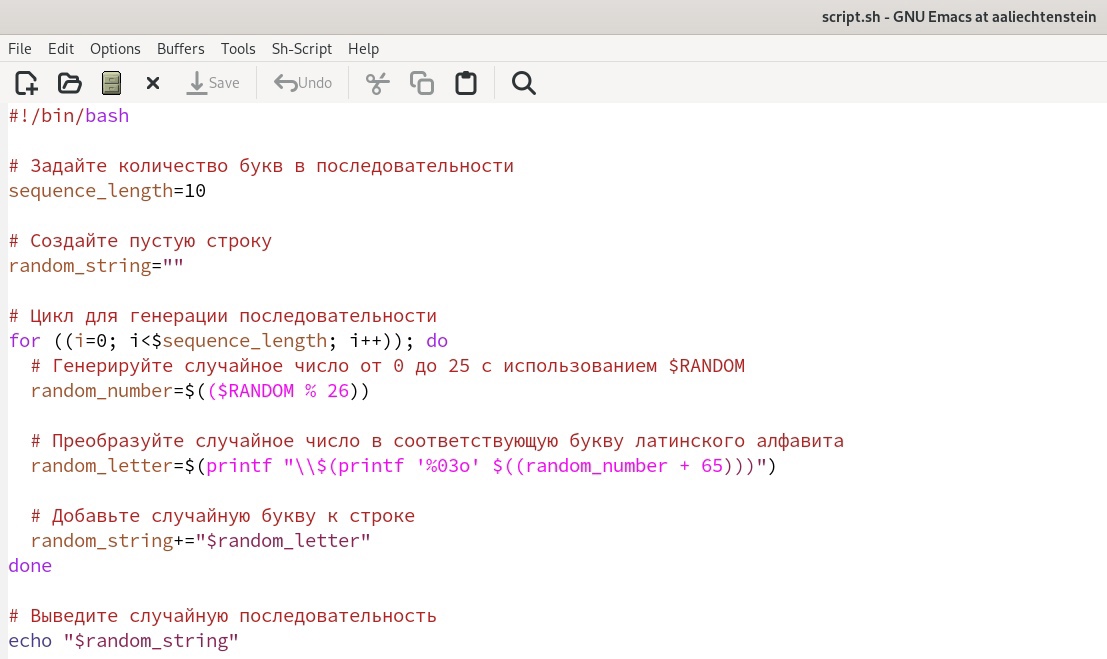 script.sh - GNU Emacs at aaliechtenstein
File Edit Options Buffers Tools Sh-Script Help
Save Undo
#!/bin/bash
# Задайте количество букв в последовательности
sequence_length=10
# Создайте пустую строку
random_string=""
# Цикл для генерации последовательности
for ((i=0; i<$sequence_length; i++)); do
# Генерируйте случайное число от 0 до 25 с использованием $RANDOM
random_number=$(($RANDOM % 26))
# Преобразуйте случайное число в соответствующую букву латинского алфавита
random_letter=$(printf "\\$(printf '%03o' $((random_number + 65)))")
# Добавьте случайную букву к строке
random_string+="$random_letter"
done
# Выведите случайную последовательность
echo "$random_string"